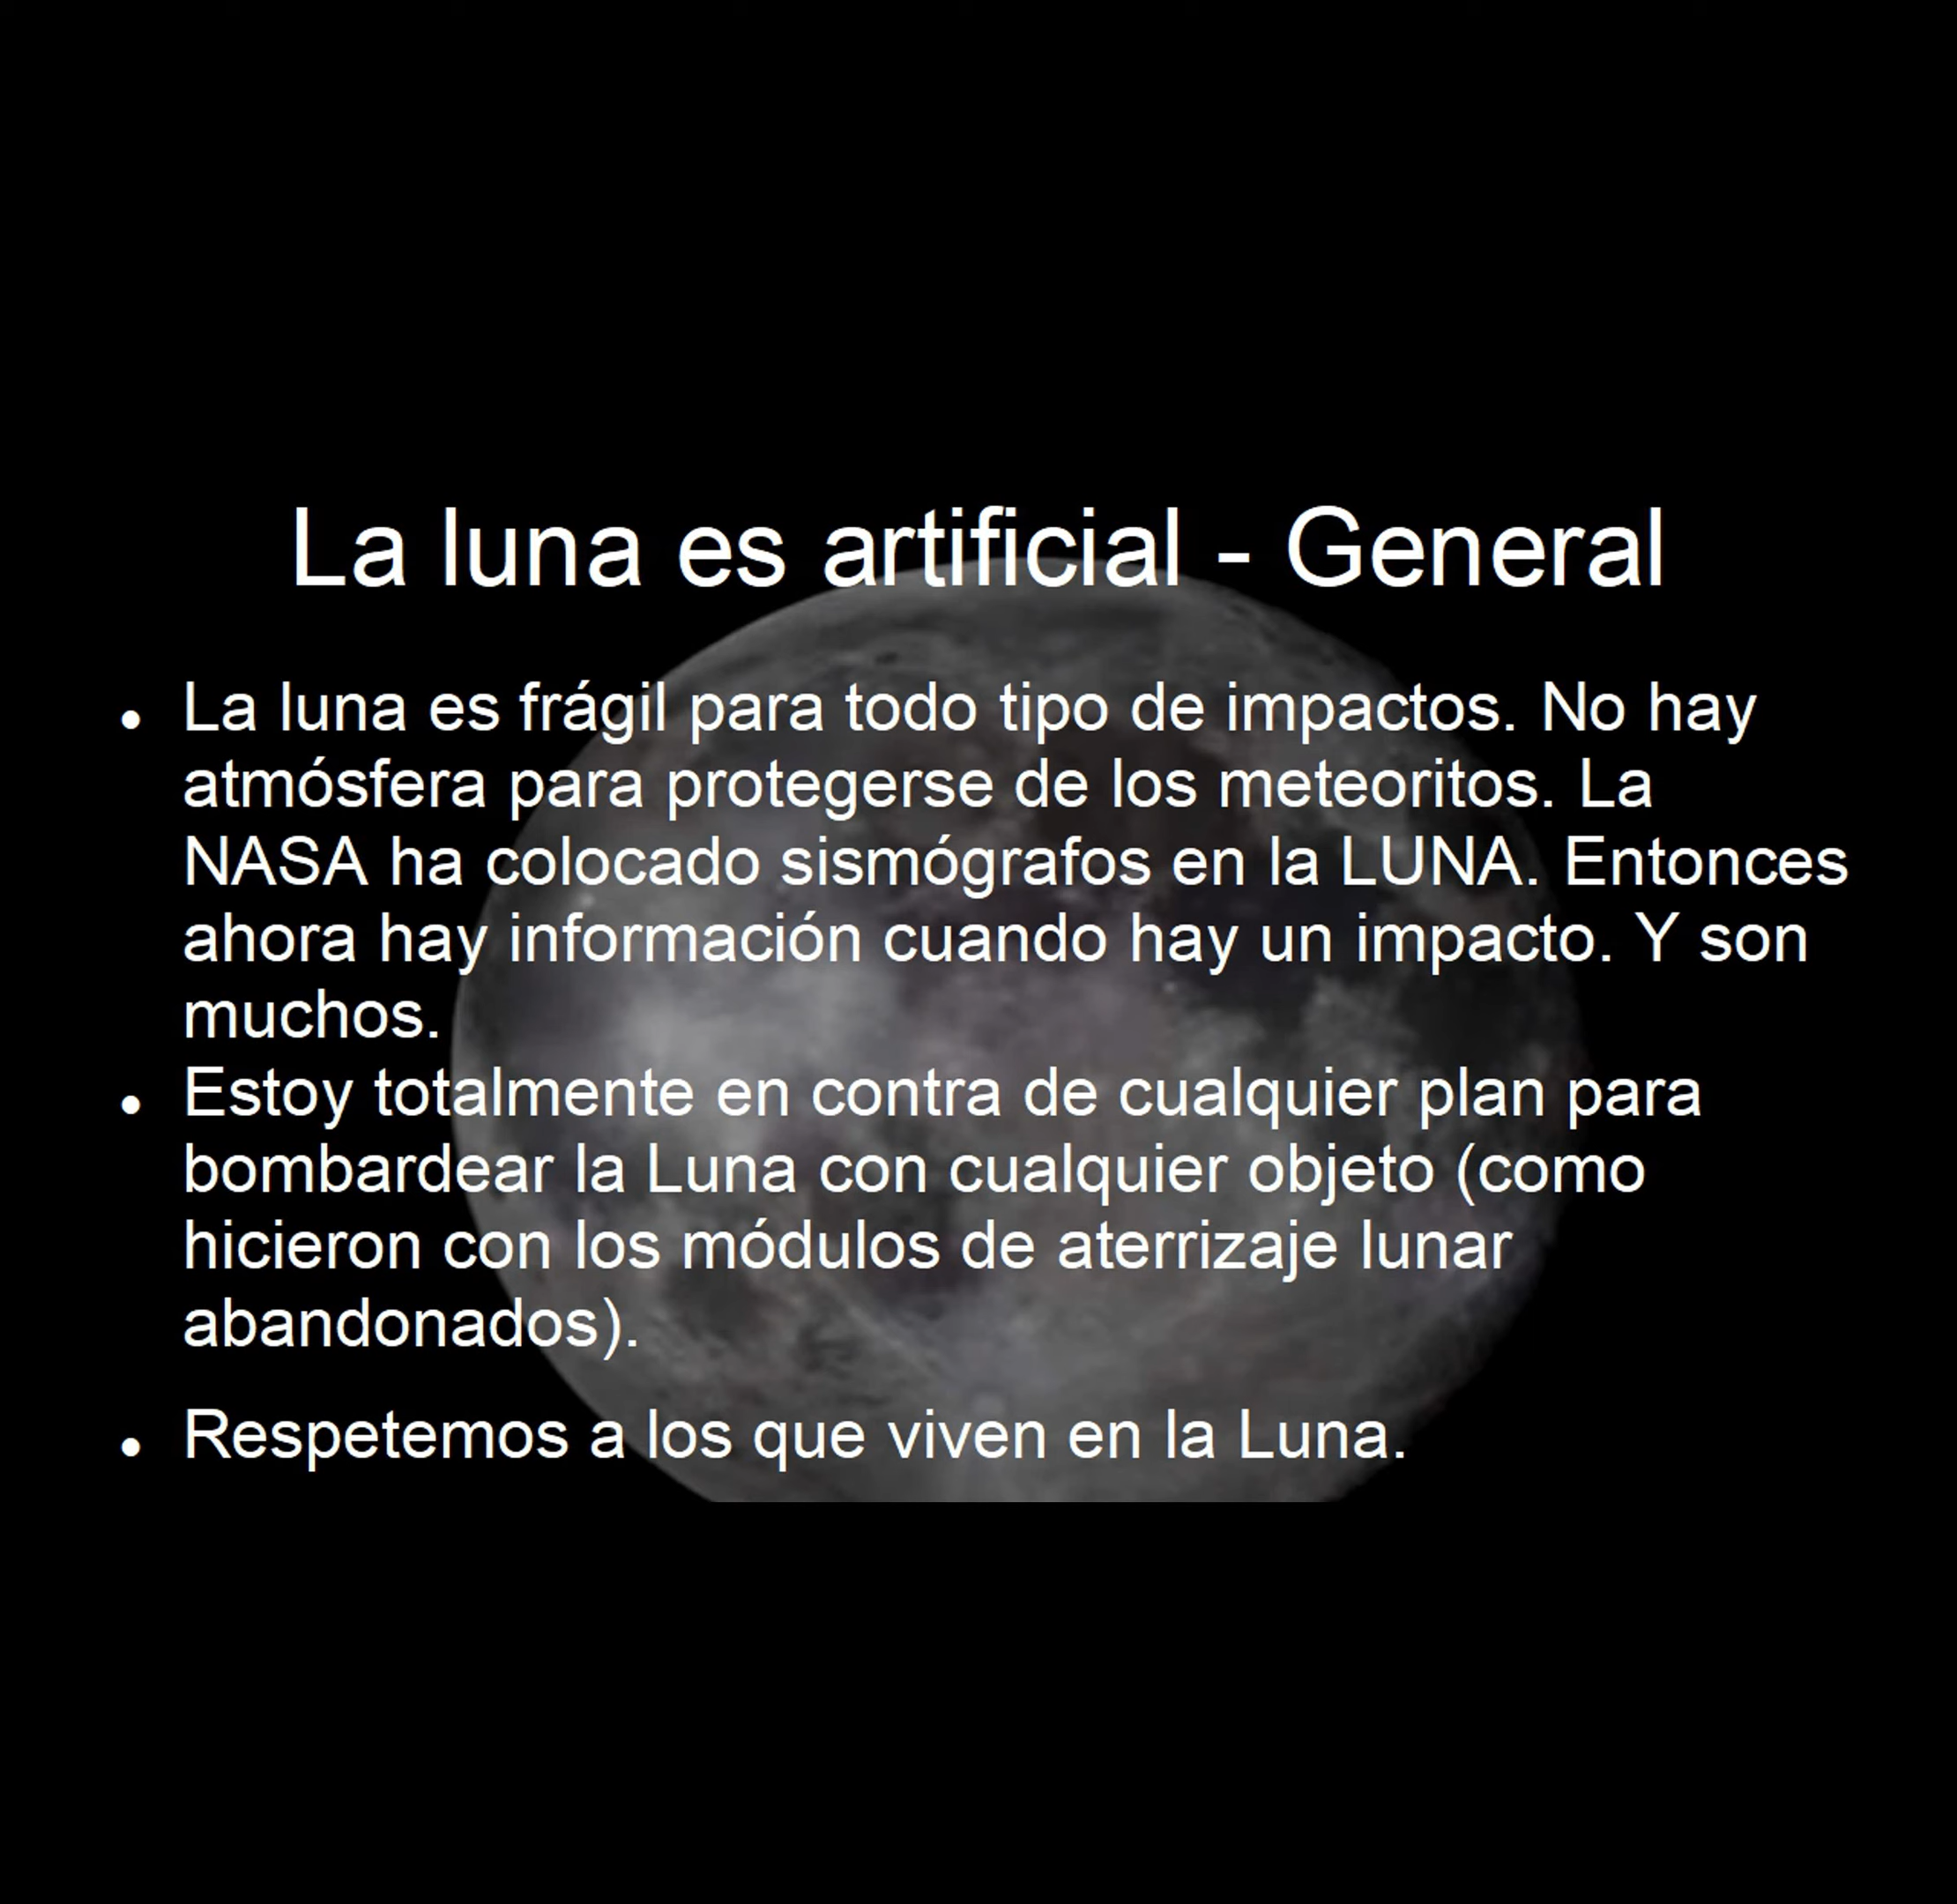 La luna es artificial - General
• La luna es frágil para todo tipo de impactos. No hay
atmósfera para protegerse de los meteoritos. La
NASA ha colocado sismógrafos en la LUNA. Entonces
ahora hay información cuando hay un impacto. Y son
muchos.
• Estoy totalmente en contra de cualquier plan para
bombardear la Luna con cualquier objeto (como
hicieron con los módulos de aterrizaje lunar
abandonados).
• Respetemos a los que viven en la Luna.